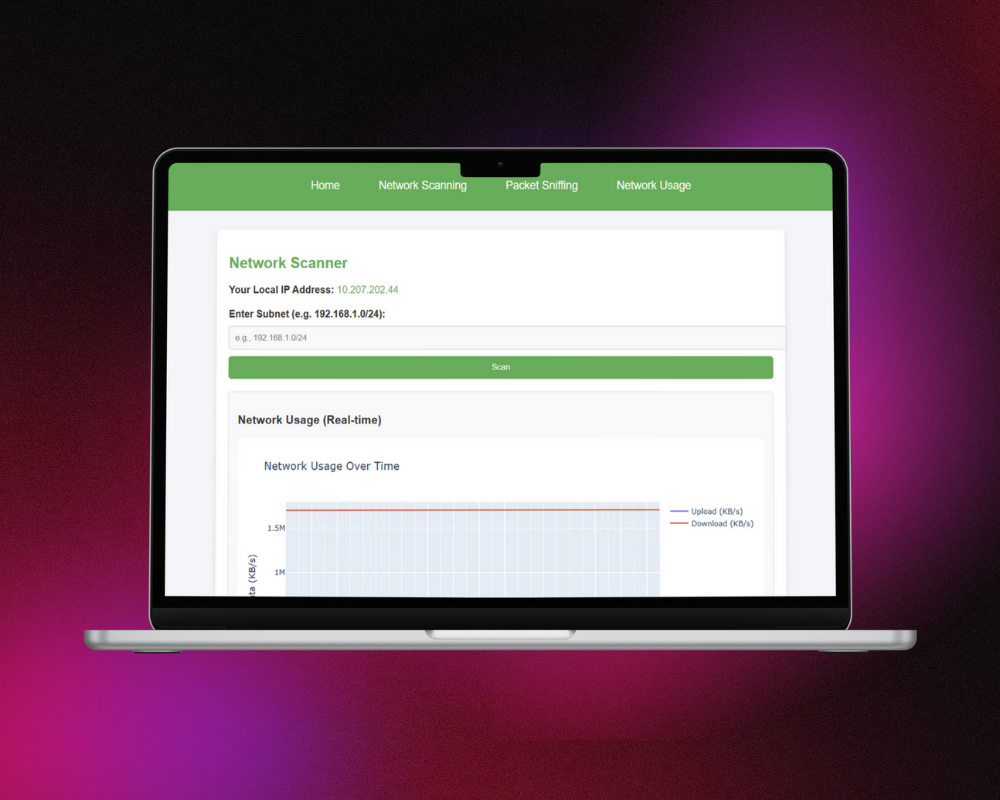 Home Network Scanning Packet Sniffing Network Usage
Network Scanner
Your Local IP Address: 10.207.202.44
Enter Subnet (e.g. 192.168.1.0/24):
e.g., 192.168.1.0/24
Scan
Network Usage (Real-time)
Network Usage Over Time
Upload (KB/s)
Download (KB/s)
1.5M
1M
(KB/s)